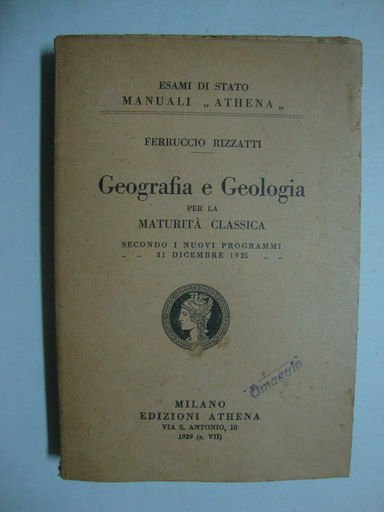 ESAMI DI STATO
MANUALI „ ATHENA „
FERRUCCIO RIZZATTI
Geografia e Geologia
PER LA
MATURITÀ CLASSICA
SECONDO I NUOVI PROGRAMMI
„ „ 31 DICEMBRE 1925 „ „
Omaggio
MILANO
EDIZIONI ATHENA
VIA S. ANTONIO, 10
1929 (a. VII)